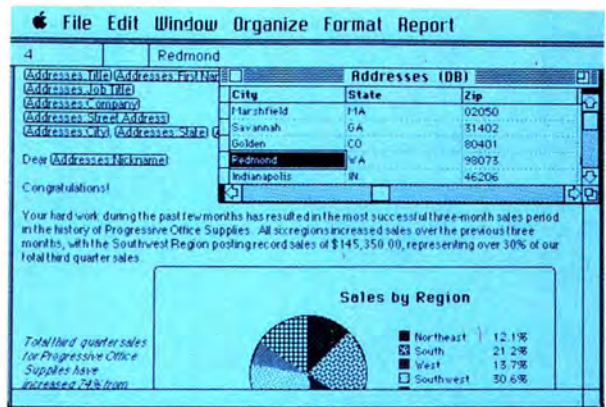 File Edit Window Organize Format Report
4 Redmond
Addresses.Title Addresses.First Nar
Addresses.Job Title
Addresses.Company
Addresses.Street Address
Addresses.City, Addresses.State
Dear Addresses.Nickname
Congratulations!
Addresses (DB)
City State Zip
Marshfield MA 02050
Savannah GA 31402
Golden CO 80401
Redmond WA 98073
Indianapolis IN 46206
Your hard work during the past few months has resulted in the most successful three-month sales period
in the history of Progressive Office Supplies. All six regions increased sales over the previous three
months, with the Southwest Region posting record sales of $145,350.00, representing over 30% of our
total third quarter sales.
Sales by Region
Northeast 12.1%
South 21.2%
West 13.7%
Southwest 30.6%
Total third quarter sales
for Progressive Office
Supplies have
increased 74% from